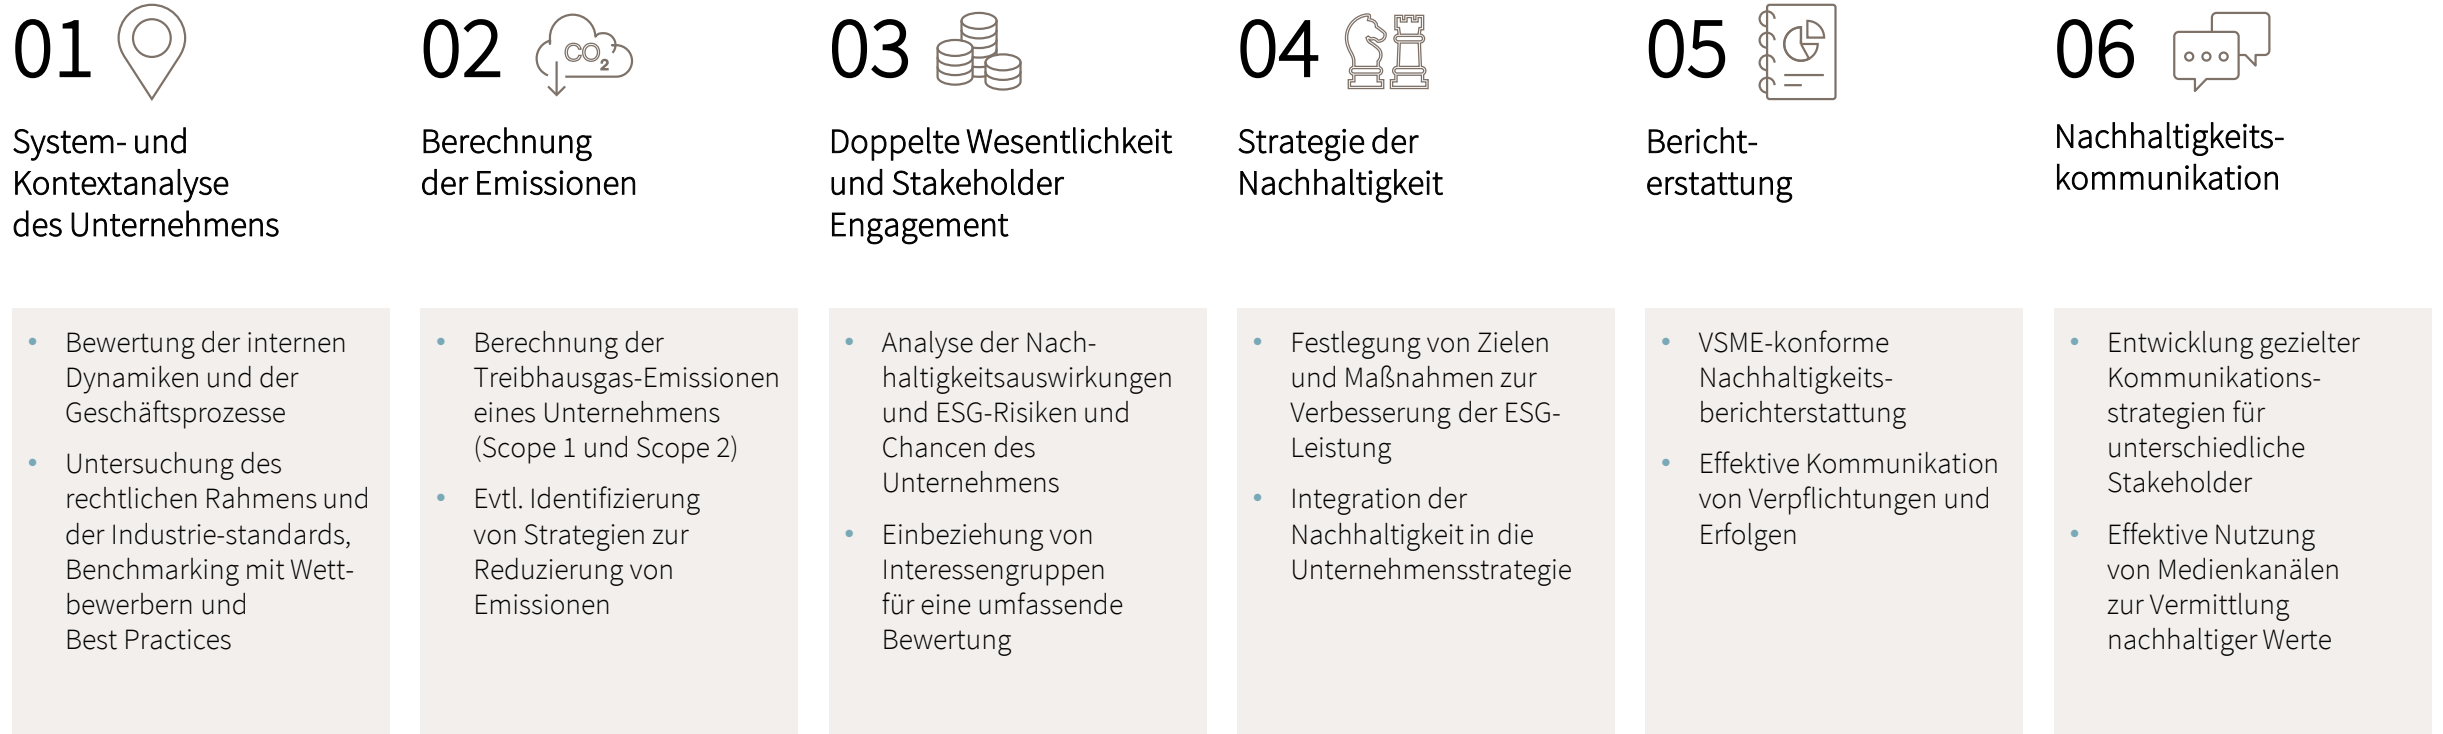 01
System- und
Kontextanalyse
des Unternehmens
• Bewertung der internen
Dynamiken und der
Geschäftsprozesse
• Untersuchung des
rechtlichen Rahmens und
der Industrie-standards,
Benchmarking mit Wett-
bewerbern und
Best Practices
02
CO2
Berechnung
der Emissionen
• Berechnung der
Treibhausgas-Emissionen
eines Unternehmens
(Scope 1 und Scope 2)
• Evtl. Identifizierung
von Strategien zur
Reduzierung von
Emissionen
03
Doppelte Wesentlichkeit
und Stakeholder
Engagement
• Analyse der Nach-
haltigkeitsauswirkungen
und ESG-Risiken und
Chancen des
Unternehmens
• Einbeziehung von
Interessengruppen
für eine umfassende
Bewertung
04
Strategie der
Nachhaltigkeit
• Festlegung von Zielen
und Maßnahmen zur
Verbesserung der ESG-
Leistung
• Integration der
Nachhaltigkeit in die
Unternehmensstrategie
05
Bericht-
erstattung
• VSME-konforme
Nachhaltigkeits-
berichterstattung
• Effektive Kommunikation
von Verpflichtungen und
Erfolgen
06
Nachhaltigkeits-
kommunikation
• Entwicklung gezielter
Kommunikations-
strategien für
unterschiedliche
Stakeholder
• Effektive Nutzung
von Medienkanälen
zur Vermittlung
nachhaltiger Werte